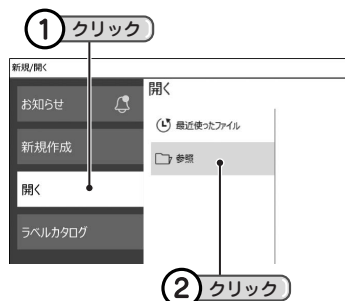 ① クリック
新規/開く
お知らせ
新規作成
開く
ラベルカタログ
開く
最近使ったファイル
参照
② クリック